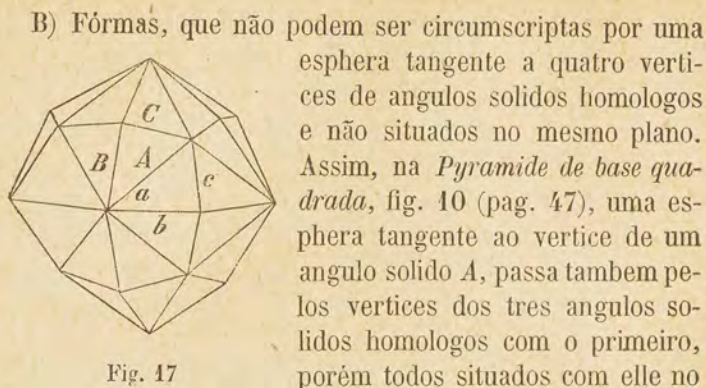 B) Fórmas, que não podem ser circumscriptas por uma
esphera tangente a quatro verti-
ces de angulos solidos homologos
e não situados no mesmo plano.
Assim, na Pyramide de base qua-
drada, fig. 10 (pag. 47), uma es-
phera tangente ao vertice de um
angulo solido A, passa tambem pe-
los vertices dos tres angulos so-
lidos homologos com o primeiro,
porém todos situados com elle no
C
B
A
a
c
b
Fig. 17